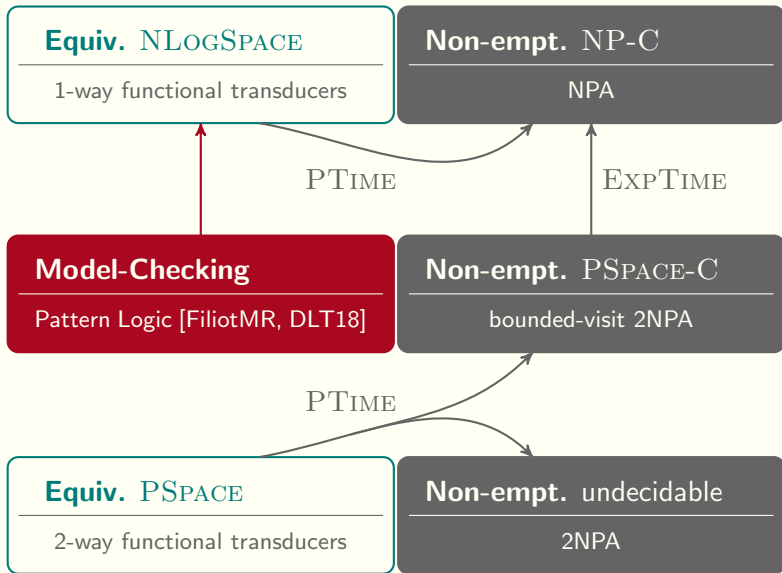 Equiv. NLogSpace
1-way functional transducers
Non-empt. NP-C
NPA
PTime
ExpTime
Model-Checking
Pattern Logic [FiliotMR, DLT18]
Non-empt. PSpace-C
bounded-visit 2NPA
PTime
Equiv. PSpace
2-way functional transducers
Non-empt. undecidable
2NPA